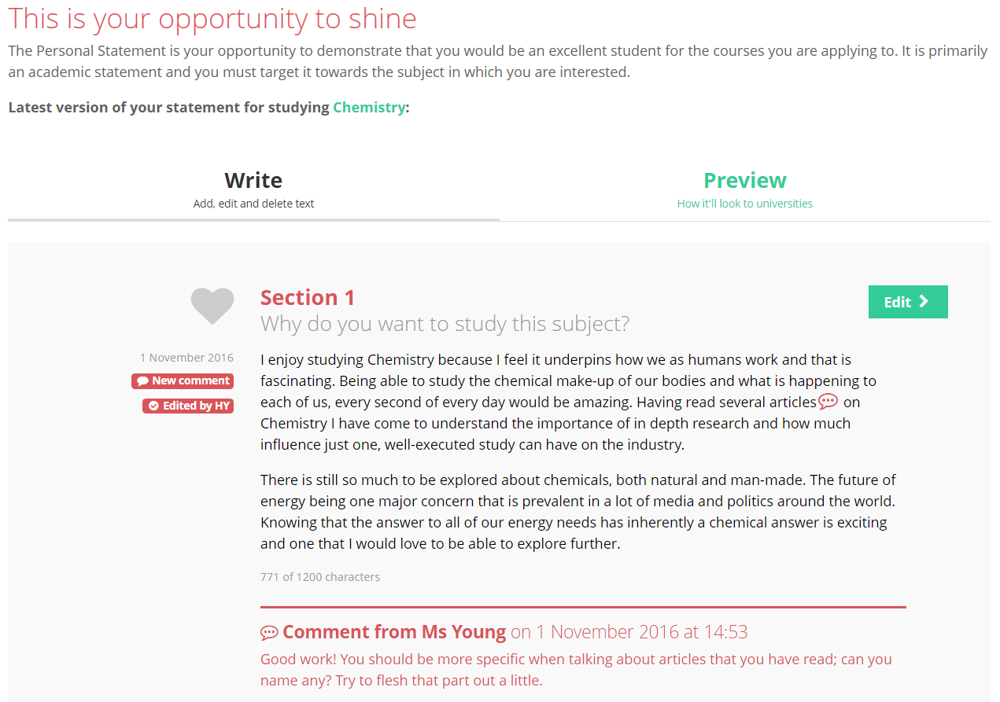 This is your opportunity to shine
The Personal Statement is your opportunity to demonstrate that you would be an excellent student for the courses you are applying to. It is primarily
an academic statement and you must target it towards the subject in which you are interested.
Latest version of your statement for studying Chemistry:
Write
Add, edit and delete text
Preview
How it'll look to universities
Section 1
Edit
Why do you want to study this subject?
1 November 2016
New comment
Edited by HY
I enjoy studying Chemistry because I feel it underpins how we as humans work and that is
fascinating. Being able to study the chemical make-up of our bodies and what is happening to
each of us, every second of every day would be amazing. Having read several articles on
Chemistry I have come to understand the importance of in depth research and how much
influence just one, well-executed study can have on the industry.
There is still so much to be explored about chemicals, both natural and man-made. The future of
energy being one major concern that is prevalent in a lot of media and politics around the world.
Knowing that the answer to all of our energy needs has inherently a chemical answer is exciting
and one that I would love to be able to explore further.
771 of 1200 characters
Comment from Ms Young on 1 November 2016 at 14:53
Good work! You should be more specific when talking about articles that you have read; can you
name any? Try to flesh that part out a little.